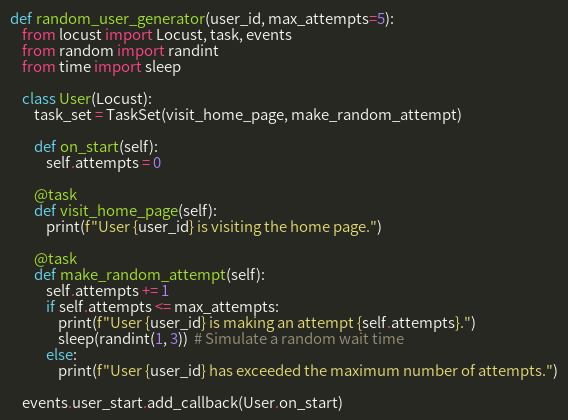 def random_user_generator(user_id, max_attempts=5):
    from locust import Locust, task, events
    from random import randint
    from time import sleep

    class User(Locust):
        task_set = TaskSet(visit_home_page, make_random_attempt)

        def on_start(self):
            self.attempts = 0

        @task
        def visit_home_page(self):
            print(f"User {user_id} is visiting the home page.")

        @task
        def make_random_attempt(self):
            self.attempts += 1
            if self.attempts <= max_attempts:
                print(f"User {user_id} is making an attempt {self.attempts}.")
                sleep(randint(1, 3))  # Simulate a random wait time
            else:
                print(f"User {user_id} has exceeded the maximum number of attempts.")

    events.user_start.add_callback(User.on_start)